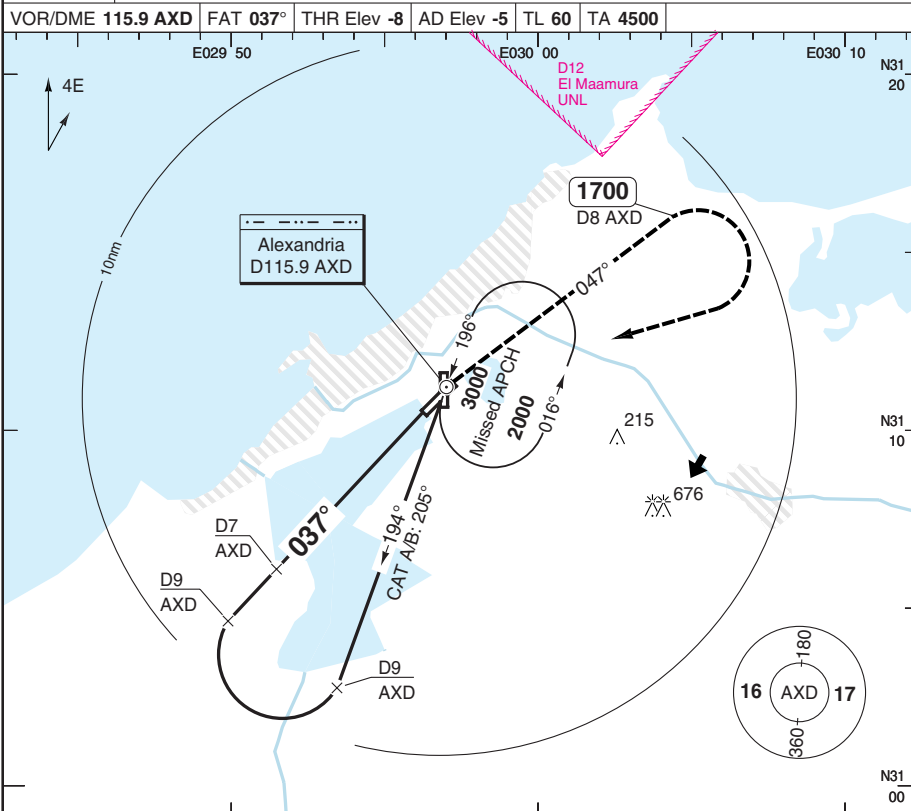 VOR/DME 115.9 AXD FAT 037° THR Elev -8 AD Elev -5 TL 60 TA 4500
E029 50 E030 00 E030 10
N31
20
4E
D12
El Maamura
UNL
1700
D8 AXD
Alexandria
D115.9 AXD
10nm
047°
196°
3000
Missed APCH
2000
016°
215
N31
10
676
037°
194°
CAT A/B: 205°
D7
AXD
D9
AXD
D9
AXD
180
16 AXD 17
360
N31
00